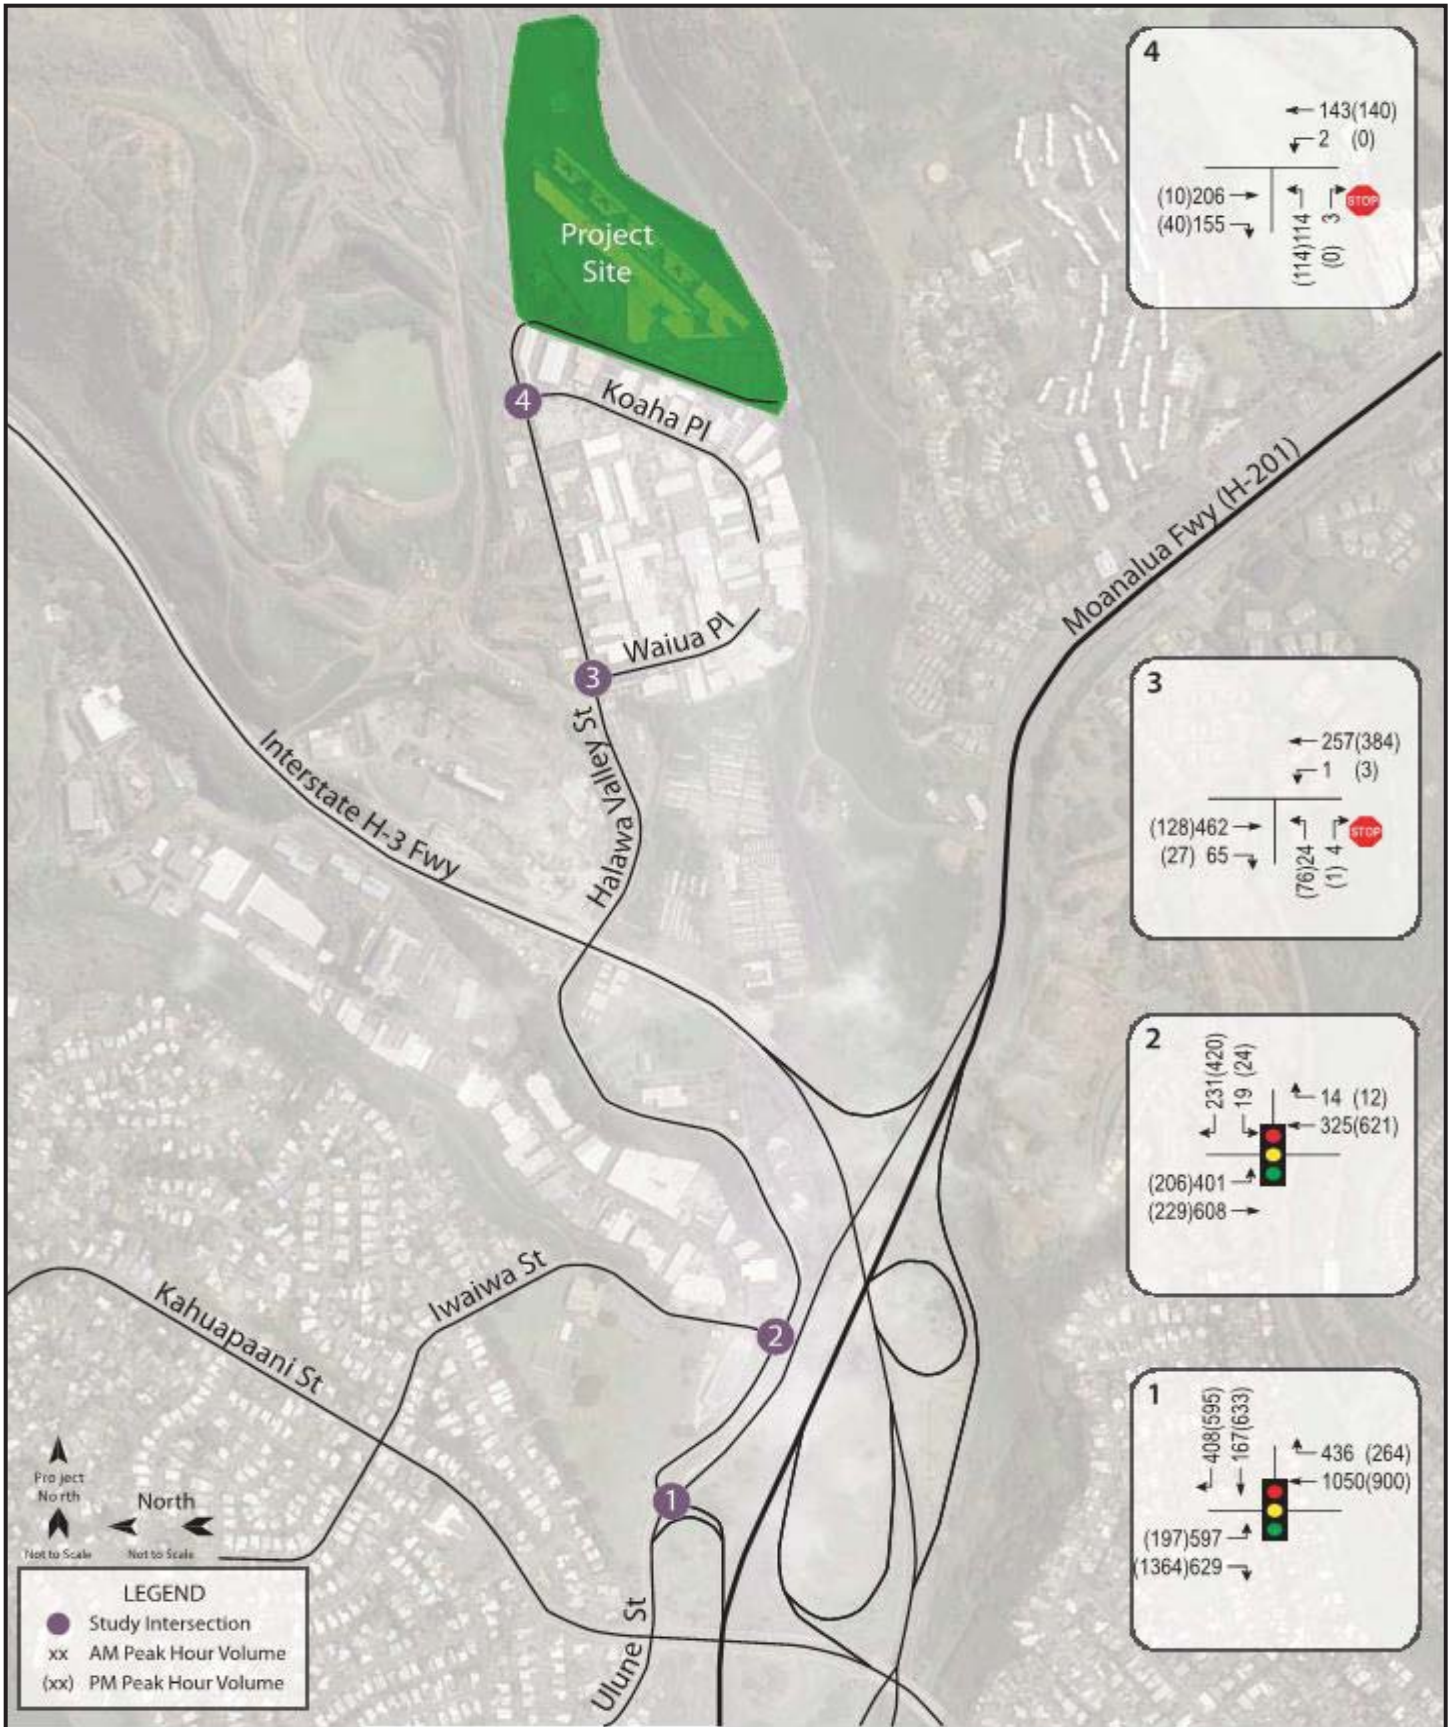 4
143(140)
2 (0)
(10)206
(40)155
(114)114
(0) 3
STOP
Project
Site
4
Koaha Pl
Moanalua Fwy (H-201)
Waiua Pl
3
3
257(384)
1 (3)
(128)462
(27) 65
(76)24
(1) 4
STOP
Halawa Valley St
Interstate H-3 Fwy
2
231(420)
19 (24)
14 (12)
325(621)
(206)401
(229)608
Kahuapaani St
Iwaiwa St
2
1
408(595)
167(633)
436 (264)
1050(900)
(197)597
(1364)629
1
Project
North
Not to Scale
North
Not to Scale
Ulune St
LEGEND
Study Intersection
xx AM Peak Hour Volume
(xx) PM Peak Hour Volume